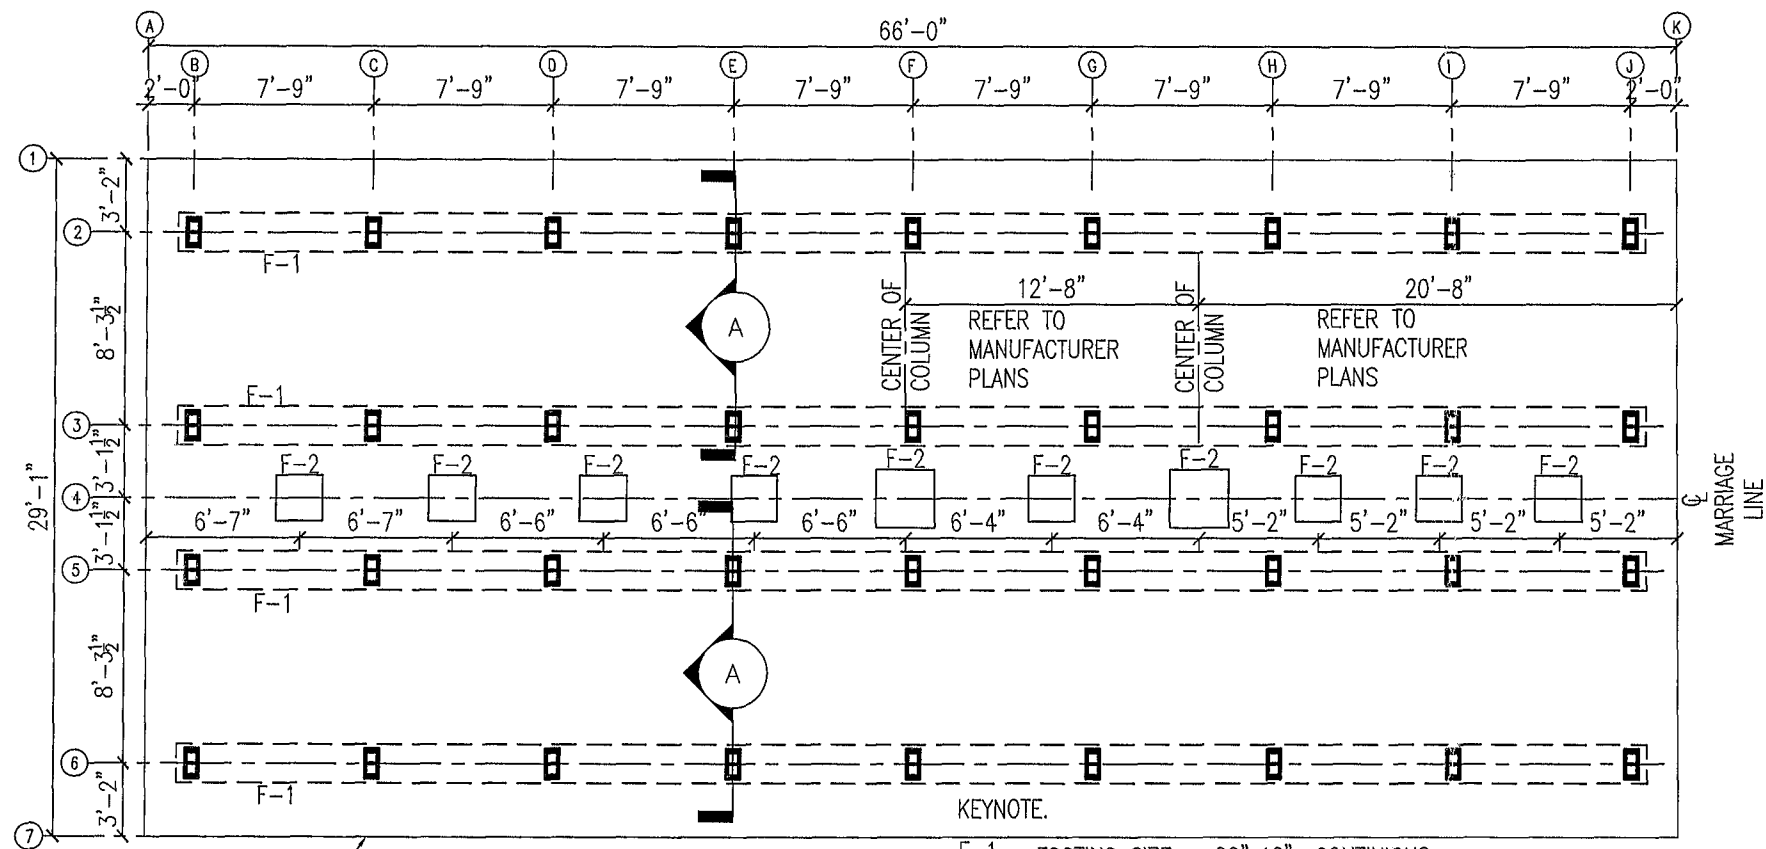 A 66'-0" K
B C D E F G H I J
2'-0" 7'-9" 7'-9" 7'-9" 7'-9" 7'-9" 7'-9" 7'-9" 7'-9" 2'-0"
1
3'-2"
2
F-1
8'-3½"
12'-8" 20'-8"
A
CENTER OF
COLUMN
REFER TO
MANUFACTURER
PLANS
CENTER OF
COLUMN
REFER TO
MANUFACTURER
PLANS
F-1
3
3'-1½"
F-2 F-2 F-2 F-2 F-2 F-2 F-2 F-2 F-2 F-2
4
29'-1"
℄
MARRIAGE
LINE
6'-7" 6'-7" 6'-6" 6'-6" 6'-6" 6'-4" 6'-4" 5'-2" 5'-2" 5'-2" 5'-2"
3'-1½"
5
F-1
8'-3½"
A
6
F-1
3'-2"
KEYNOTE.
7